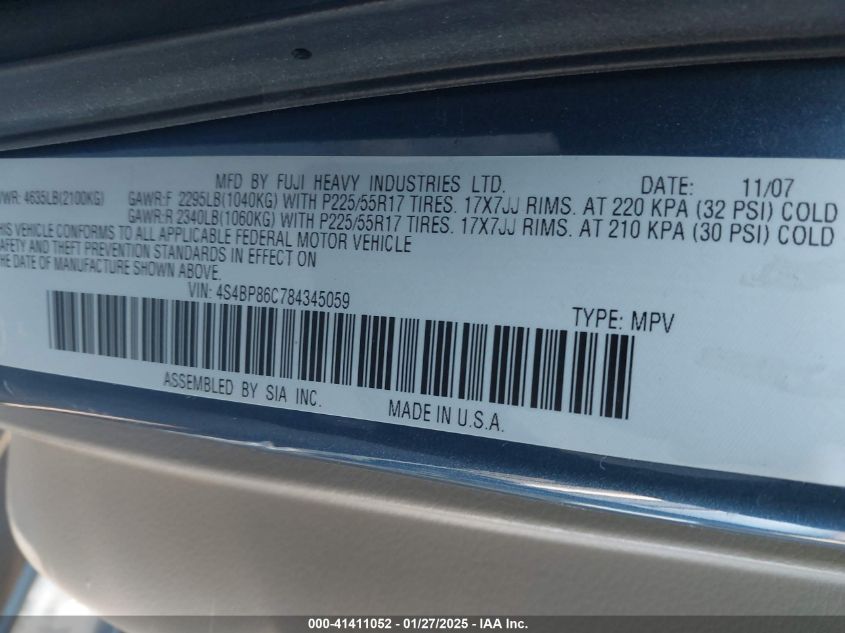 MFD BY FUJI HEAVY INDUSTRIES LTD. DATE: 11/07
VWR: 4635LB(2100KG) GAWR:F 2295LB(1040KG) WITH P225/55R17 TIRES. 17X7JJ RIMS. AT 220 KPA (32 PSI) COLD
GAWR:R 2340LB(1060KG) WITH P225/55R17 TIRES. 17X7JJ RIMS. AT 210 KPA (30 PSI) COLD
THIS VEHICLE CONFORMS TO ALL APPLICABLE FEDERAL MOTOR VEHICLE
SAFETY AND THEFT PREVENTION STANDARDS IN EFFECT ON
THE DATE OF MANUFACTURE SHOWN ABOVE.
VIN: 4S4BP86C784345059 TYPE: MPV
ASSEMBLED BY SIA INC. MADE IN U.S.A.
000-41411052 - 01/27/2025 - IAA Inc.